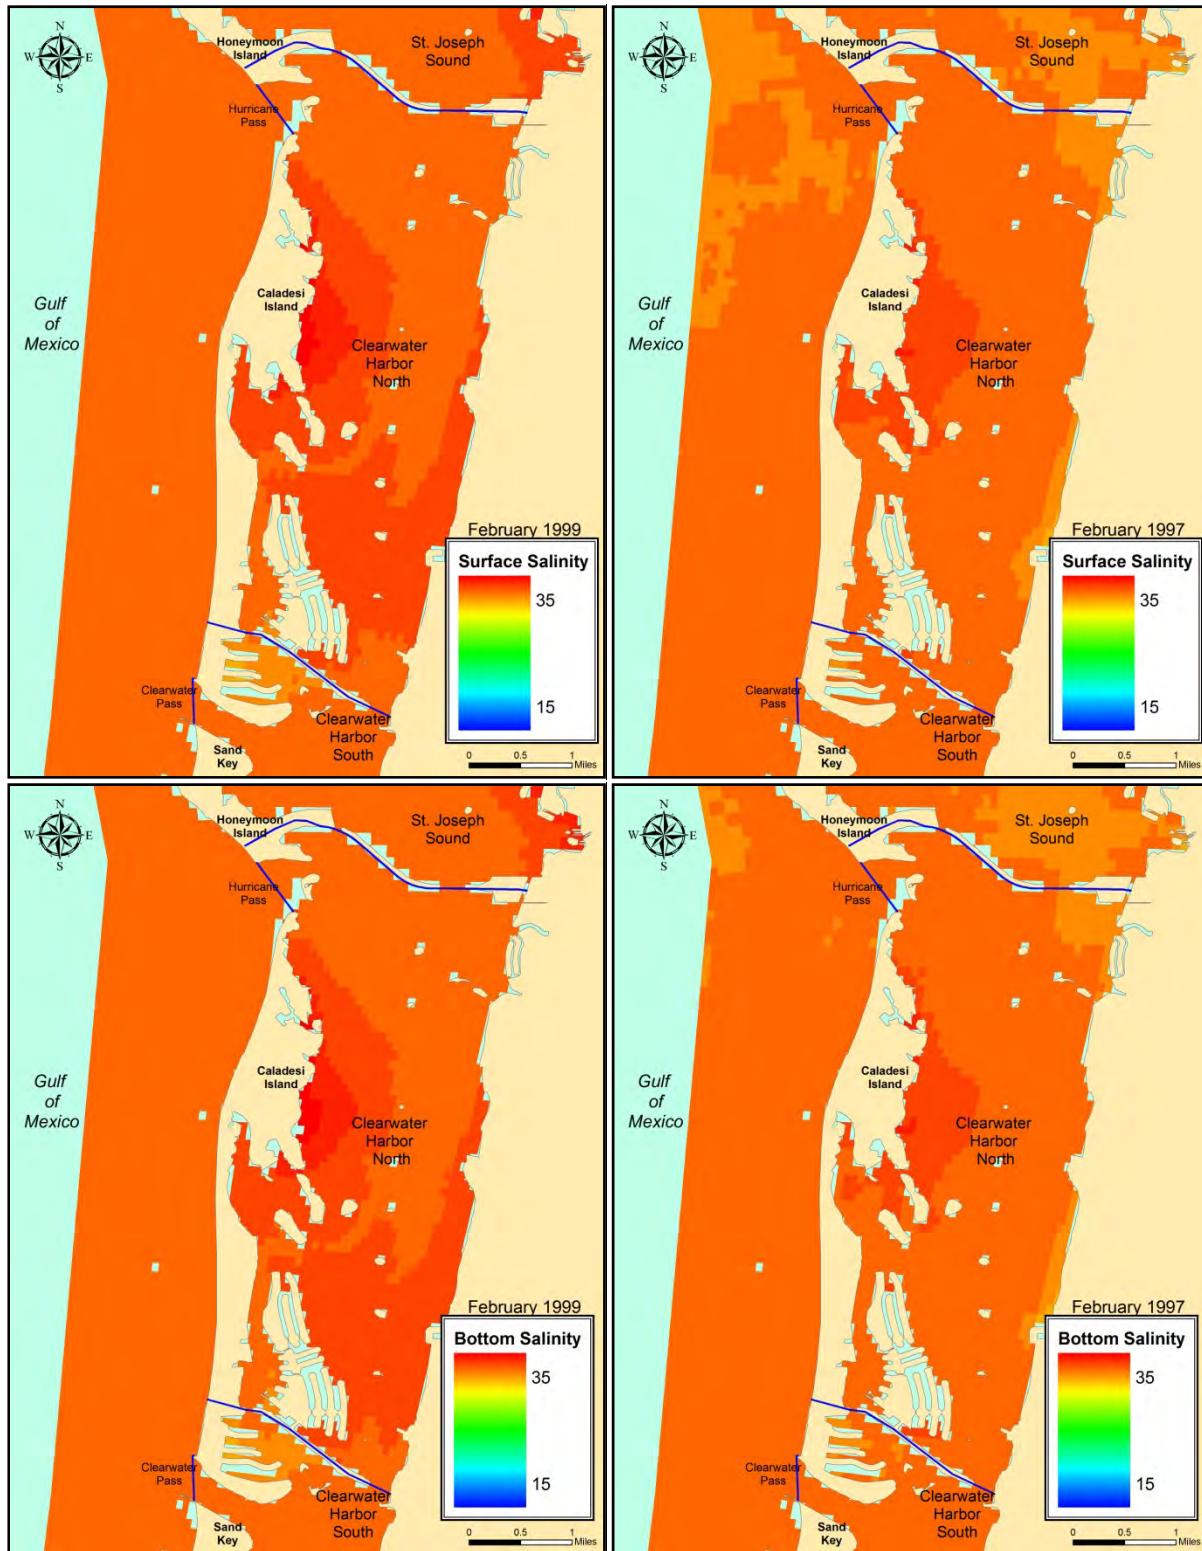 N
W E
S
Honeymoon
Island
St. Joseph
Sound
Hurricane
Pass
Gulf
of
Mexico
Caladesi
Island
Clearwater
Harbor
North
February 1999
Surface Salinity
35
15
Clearwater
Pass
Clearwater
Harbor
South
Sand
Key
0 0.5 1
Miles
N
W E
S
Honeymoon
Island
St. Joseph
Sound
Hurricane
Pass
Gulf
of
Mexico
Caladesi
Island
Clearwater
Harbor
North
February 1997
Surface Salinity
35
15
Clearwater
Pass
Clearwater
Harbor
South
Sand
Key
0 0.5 1
Miles
N
W E
S
Honeymoon
Island
St. Joseph
Sound
Hurricane
Pass
Gulf
of
Mexico
Caladesi
Island
Clearwater
Harbor
North
February 1999
Bottom Salinity
35
15
Clearwater
Pass
Clearwater
Harbor
South
Sand
Key
0 0.5 1
Miles
N
W E
S
Honeymoon
Island
St. Joseph
Sound
Hurricane
Pass
Gulf
of
Mexico
Caladesi
Island
Clearwater
Harbor
North
February 1997
Bottom Salinity
35
15
Clearwater
Pass
Clearwater
Harbor
South
Sand
Key
0 0.5 1
Miles